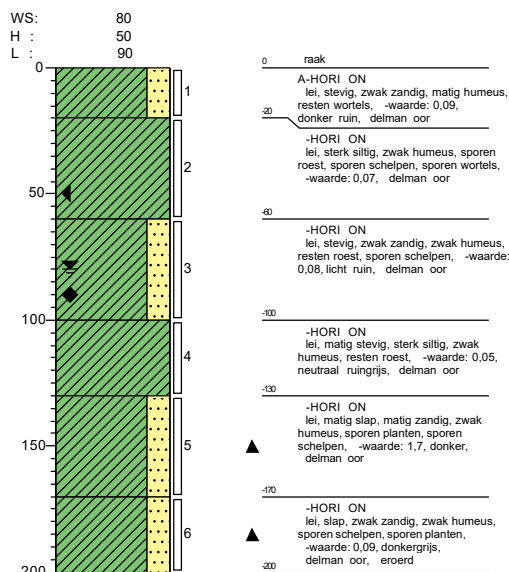 WS: 80
H : 50
L : 90
0
50
100
150
200
1
2
3
4
5
6
0 raak
A-HORI ON
lei, stevig, zwak zandig, matig humeus,
resten wortels, -waarde: 0,09,
donker ruin, delman oor
-20
-HORI ON
lei, sterk siltig, zwak humeus, sporen
roest, sporen schelpen, sporen wortels,
-waarde: 0,07, delman oor
-60
-HORI ON
lei, stevig, zwak zandig, zwak humeus,
resten roest, sporen schelpen, -waarde:
0,08, licht ruin, delman oor
-100
-HORI ON
lei, matig stevig, sterk siltig, zwak
humeus, resten roest, -waarde: 0,05,
neutraal ruingrijs, delman oor
-130
-HORI ON
lei, matig slap, matig zandig, zwak
humeus, sporen planten, sporen
schelpen, -waarde: 1,7, donker,
delman oor
-170
-HORI ON
lei, slap, zwak zandig, zwak humeus,
sporen schelpen, sporen planten,
-waarde: 0,09, donkergrijs,
delman oor, eroerd
-200